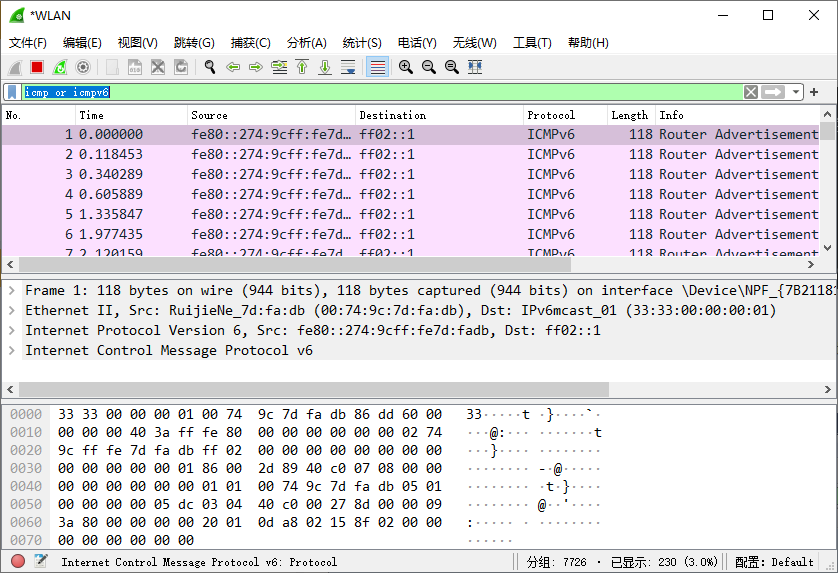 *WLAN
文件(F) 编辑(E) 视图(V) 跳转(G) 捕获(C) 分析(A) 统计(S) 电话(Y) 无线(W) 工具(T) 帮助(H)
icmp or icmpv6
No. Time Source Destination Protocol Length Info
1 0.000000 fe80::274:9cff:fe7d… ff02::1 ICMPv6 118 Router Advertisement
2 0.118453 fe80::274:9cff:fe7d… ff02::1 ICMPv6 118 Router Advertisement
3 0.340289 fe80::274:9cff:fe7d… ff02::1 ICMPv6 118 Router Advertisement
4 0.605889 fe80::274:9cff:fe7d… ff02::1 ICMPv6 118 Router Advertisement
5 1.335847 fe80::274:9cff:fe7d… ff02::1 ICMPv6 118 Router Advertisement
6 1.977435 fe80::274:9cff:fe7d… ff02::1 ICMPv6 118 Router Advertisement
7 2.120159 fe80::274:9cff:fe7d… ff02::1 ICMPv6 118 Router Advertisement
Frame 1: 118 bytes on wire (944 bits), 118 bytes captured (944 bits) on interface \Device\NPF_{7B21181
Ethernet II, Src: RuijieNe_7d:fa:db (00:74:9c:7d:fa:db), Dst: IPv6mcast_01 (33:33:00:00:00:01)
Internet Protocol Version 6, Src: fe80::274:9cff:fe7d:fadb, Dst: ff02::1
Internet Control Message Protocol v6
0000 33 33 00 00 00 01 00 74 9c 7d fa db 86 dd 60 00 33·····t ·}····`·
0010 00 00 00 40 3a ff fe 80 00 00 00 00 00 00 02 74 ···@:··· ·······t
0020 9c ff fe 7d fa db ff 02 00 00 00 00 00 00 00 00 ···}···· ········
0030 00 00 00 00 00 01 86 00 2d 89 40 c0 07 08 00 00 ········ -·@·····
0040 00 00 00 00 00 00 01 01 00 74 9c 7d fa db 05 01 ········ ·t·}····
0050 00 00 00 00 05 dc 03 04 40 c0 00 27 8d 00 00 09 ········ @··'····
0060 3a 80 00 00 00 00 20 01 0d a8 02 15 8f 02 00 00 :····· · ········
0070 00 00 00 00 00 00 ······
Internet Control Message Protocol v6: Protocol 分组: 7726 · 已显示: 230 (3.0%) 配置: Default